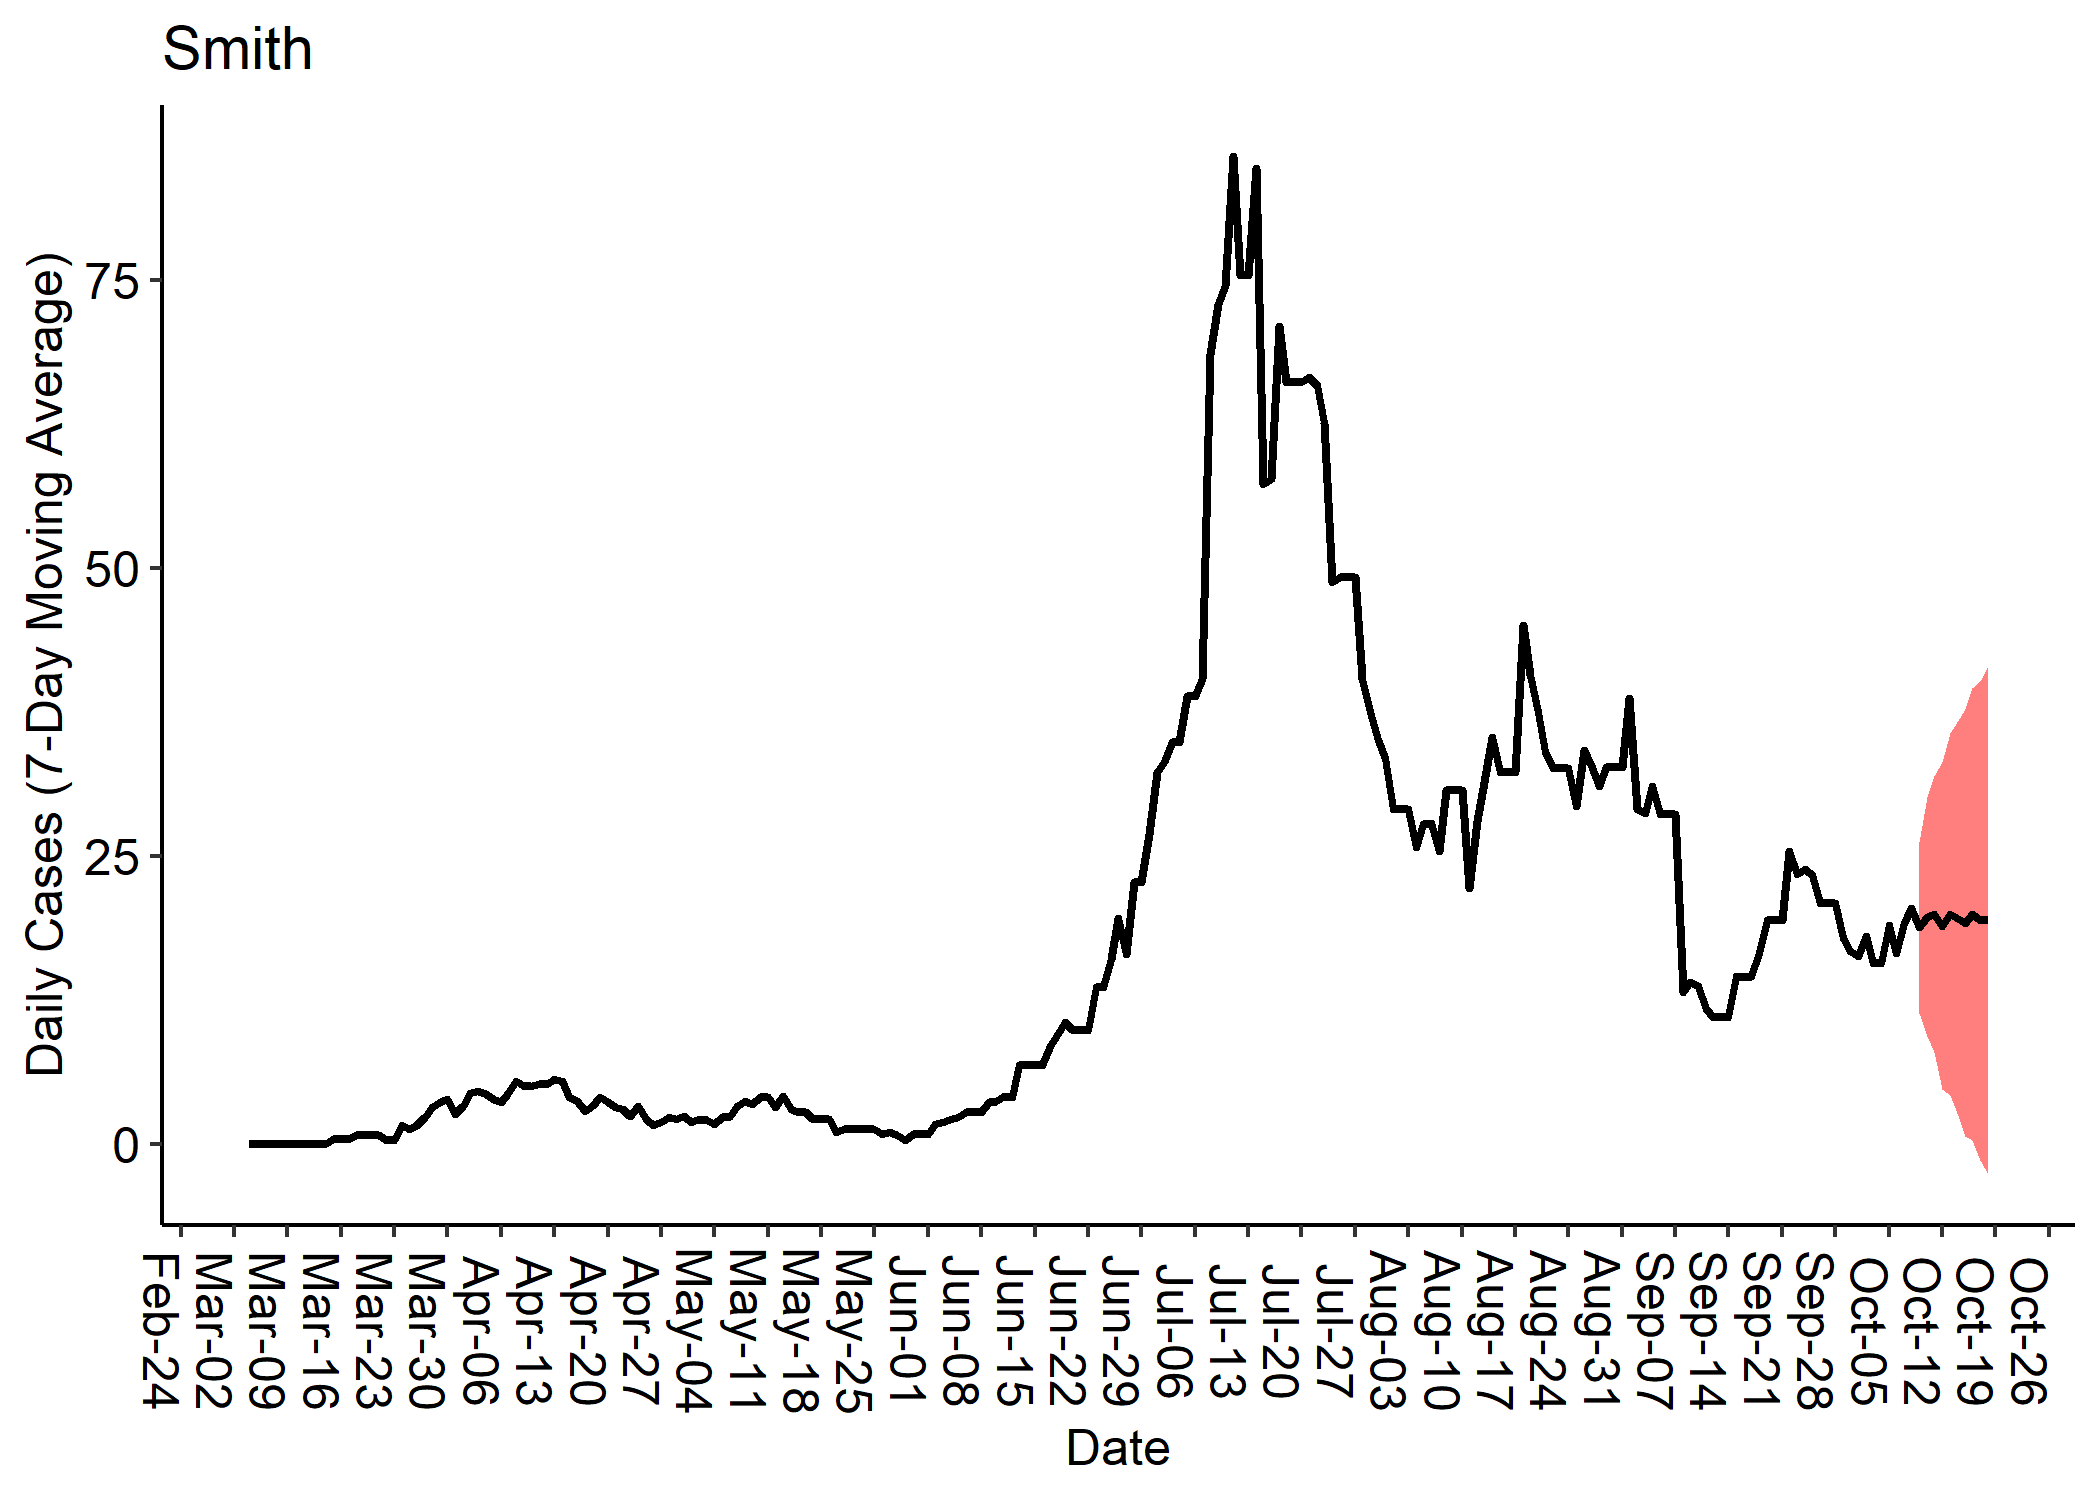 Smith
Daily Cases (7-Day Moving Average)
75
50
25
0
Feb-24
Mar-02
Mar-09
Mar-16
Mar-23
Mar-30
Apr-06
Apr-13
Apr-20
Apr-27
May-04
May-11
May-18
May-25
Jun-01
Jun-08
Jun-15
Jun-22
Jun-29
Jul-06
Jul-13
Jul-20
Jul-27
Aug-03
Aug-10
Aug-17
Aug-24
Aug-31
Sep-07
Sep-14
Sep-21
Sep-28
Oct-05
Oct-12
Oct-19
Oct-26
Date